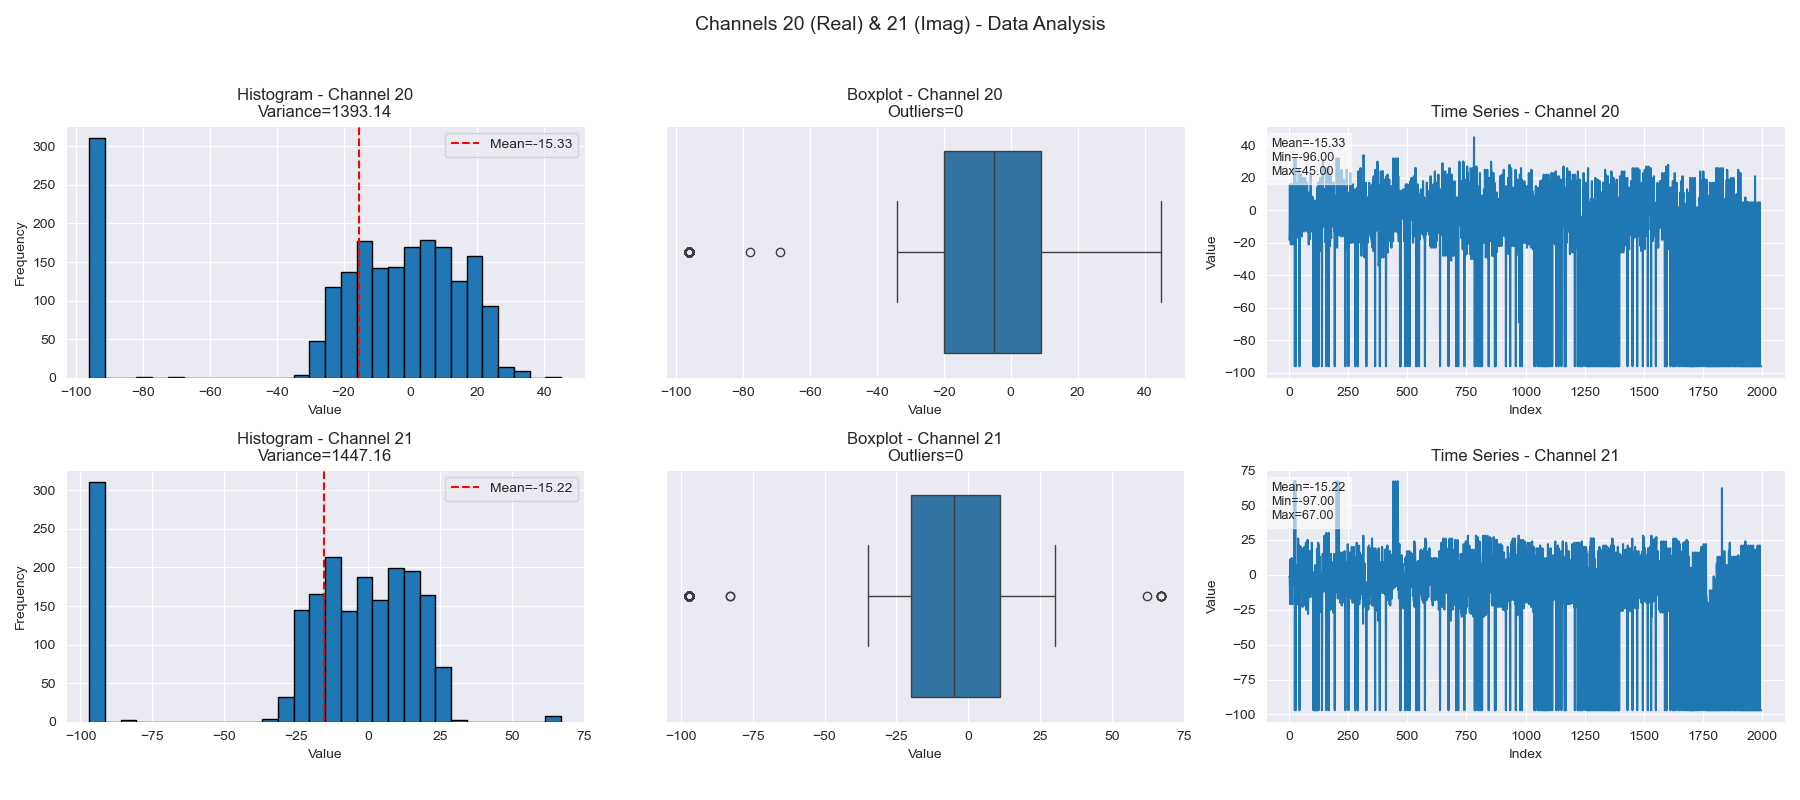 Channels 20 (Real) & 21 (Imag) - Data Analysis
Histogram - Channel 20
Variance=1393.14
Mean=-15.33
Frequency
300
250
200
150
100
50
0
−100 −80 −60 −40 −20 0 20 40
Value
Boxplot - Channel 20
Outliers=0
−100 −80 −60 −40 −20 0 20 40
Value
Time Series - Channel 20
Mean=-15.33
Min=-96.00
Max=45.00
Value
40
20
0
−20
−40
−60
−80
−100
0 250 500 750 1000 1250 1500 1750 2000
Index
Histogram - Channel 21
Variance=1447.16
Mean=-15.22
Frequency
300
250
200
150
100
50
0
−100 −75 −50 −25 0 25 50 75
Value
Boxplot - Channel 21
Outliers=0
−100 −75 −50 −25 0 25 50 75
Value
Time Series - Channel 21
Mean=-15.22
Min=-97.00
Max=67.00
Value
75
50
25
0
−25
−50
−75
−100
0 250 500 750 1000 1250 1500 1750 2000
Index